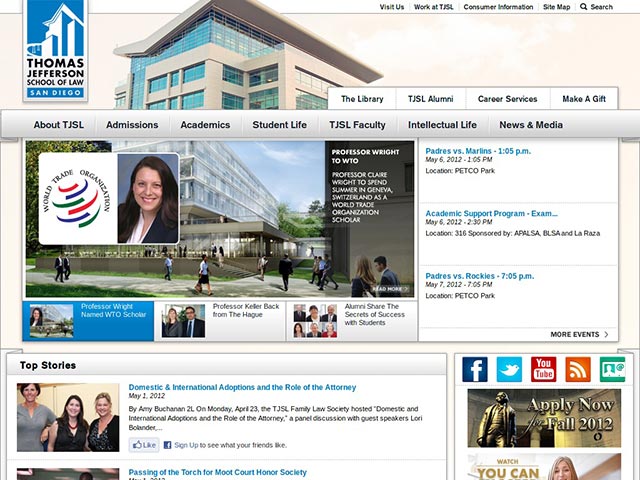 Visit Us
Work at TJSL
Consumer Information
Site Map
Search
THOMAS
JEFFERSON
SCHOOL OF LAW
SAN DIEGO
The Library
TJSL Alumni
Career Services
Make A Gift
About TJSL
Admissions
Academics
Student Life
TJSL Faculty
Intellectual Life
News & Media
WORLD TRADE ORGANIZATION
PROFESSOR WRIGHT
TO WTO
PROFESSOR CLAIRE
WRIGHT TO SPEND
SUMMER IN GENEVA,
SWITZERLAND AS A
WORLD TRADE
ORGANIZATION
SCHOLAR
READ MORE
Professor Wright
Named WTO Scholar
Professor Keller Back
from The Hague
Alumni Share The
Secrets of Success
with Students
Padres vs. Marlins - 1:05 p.m.
May 6, 2012 - 1:05 PM
Location: PETCO Park
Academic Support Program - Exam...
May 6, 2012 - 2:30 PM
Location: 316 Sponsored by: APALSA, BLSA and La Raza
Padres vs. Rockies - 7:05 p.m.
May 7, 2012 - 7:05 PM
Location: PETCO Park
MORE EVENTS
Top Stories
Domestic & International Adoptions and the Role of the Attorney
May 1, 2012
By Amy Buchanan 2L On Monday, April 23, the TJSL Family Law Society hosted "Domestic and
International Adoptions and the Role of the Attorney," a panel discussion with guest speakers Lori
Bolander,...
Like
Sign Up to see what your friends like.
Passing of the Torch for Moot Court Honor Society
May 1, 2012
You
Tube
Apply Now
for Fall 2012
WATCH
YOU CAN